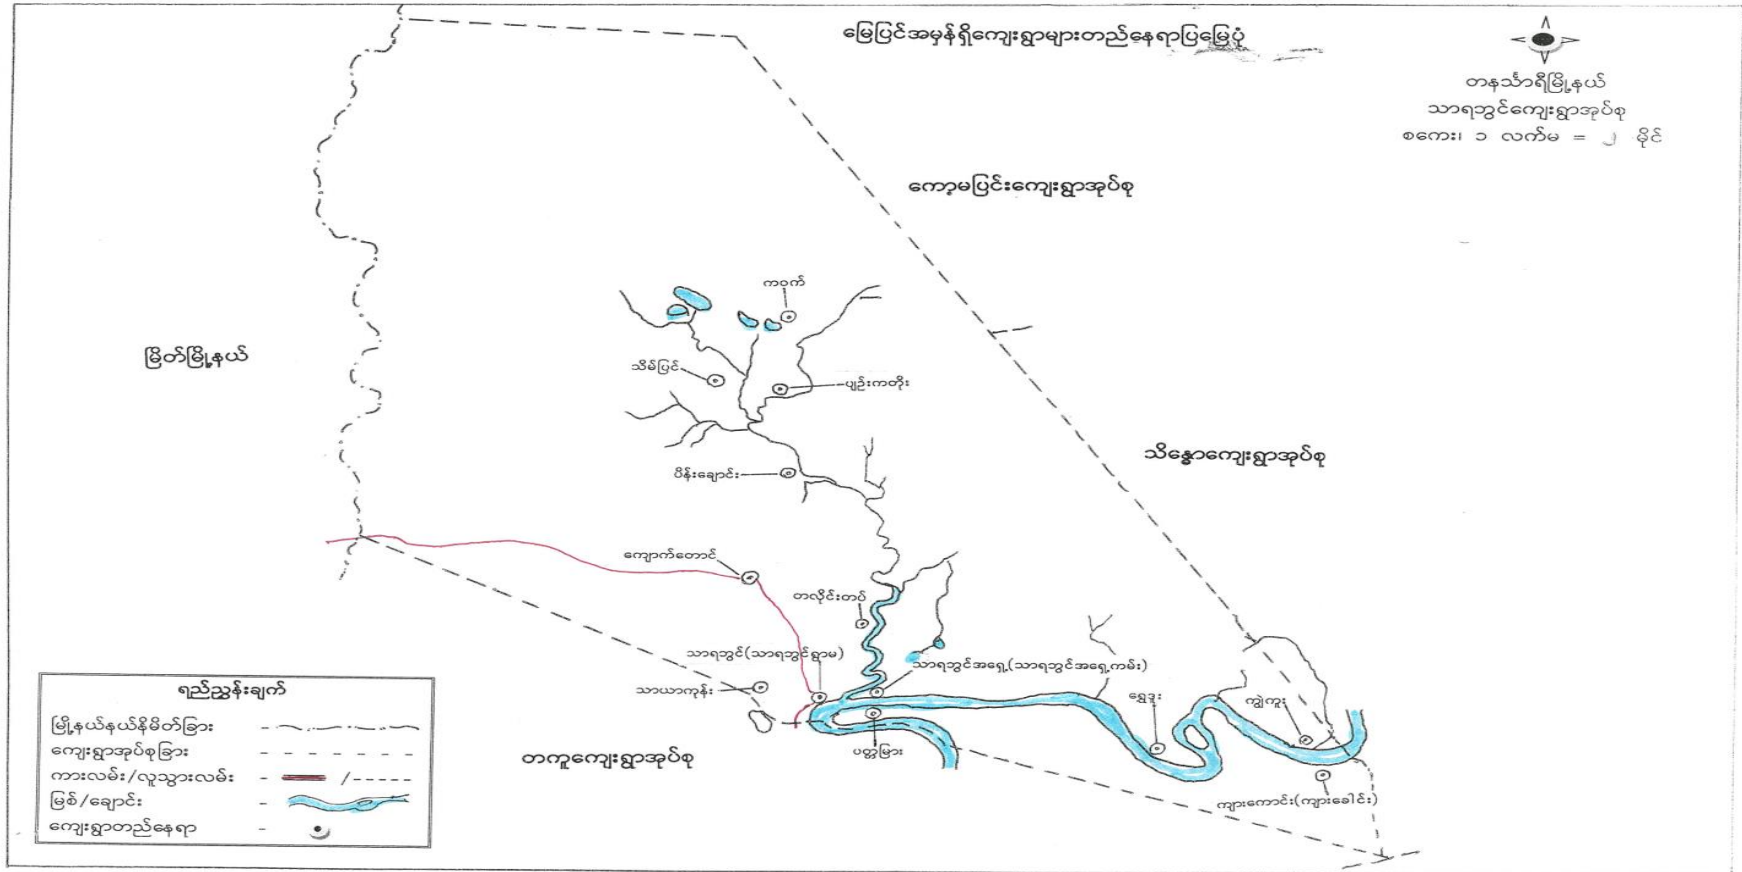 မြေပြင်အမှန်ရှိကျေးရွာများတည်နေရာပြမြေပုံ
တနင်္သာရီမြို့နယ်
သာရဘွင်ကျေးရွာအုပ်စု
စကေး၊ ၁ လက်မ = ၂ မိုင်
ကော့မပြင်းကျေးရွာအုပ်စု
ကဝက်
မြိတ်မြို့နယ်
သိမ်ပြင်
ပျဉ်းကတိုး
သိန္ဓောကျေးရွာအုပ်စု
ပိန်းချောင်း
ကျောက်တောင်
တလိုင်းတပ်
သာရဘွင်(သာရဘွင်ရွာမ)
သာရဘွင်အရှေ့(သာရဘွင်အရှေ့ကမ်း)
သာယာကုန်း
ရွှေဒူး
ကျွဲကူး
ပတ္တမြား
တကူကျေးရွာအုပ်စု
ကျားကောင်း(ကျားခေါင်း)
ရည်ညွှန်းချက်
မြို့နယ်နယ်နိမိတ်ခြား -
ကျေးရွာအုပ်စုခြား -
ကားလမ်း/လူသွားလမ်း - /
မြစ်/ချောင်း -
ကျေးရွာတည်နေရာ -